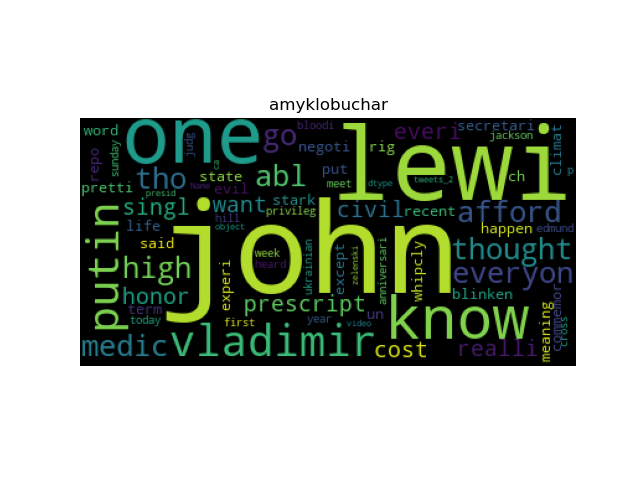 amyklobuchar
word one bloodi lewi secretari jackson
sunday judg go negoti rig everi climat
repo tho ca state abl put ch p
pretti presid Name evil meet dtype tweets_2
singl want stark civil recent afford
life hill privileg happen edmund
putin object john said week heard except thought
high experi ukrainian zelenski anniversari whipcly everyon
honor prescript blinken commemor
term today first year un know meaning cross
medic vladimir video cost realli